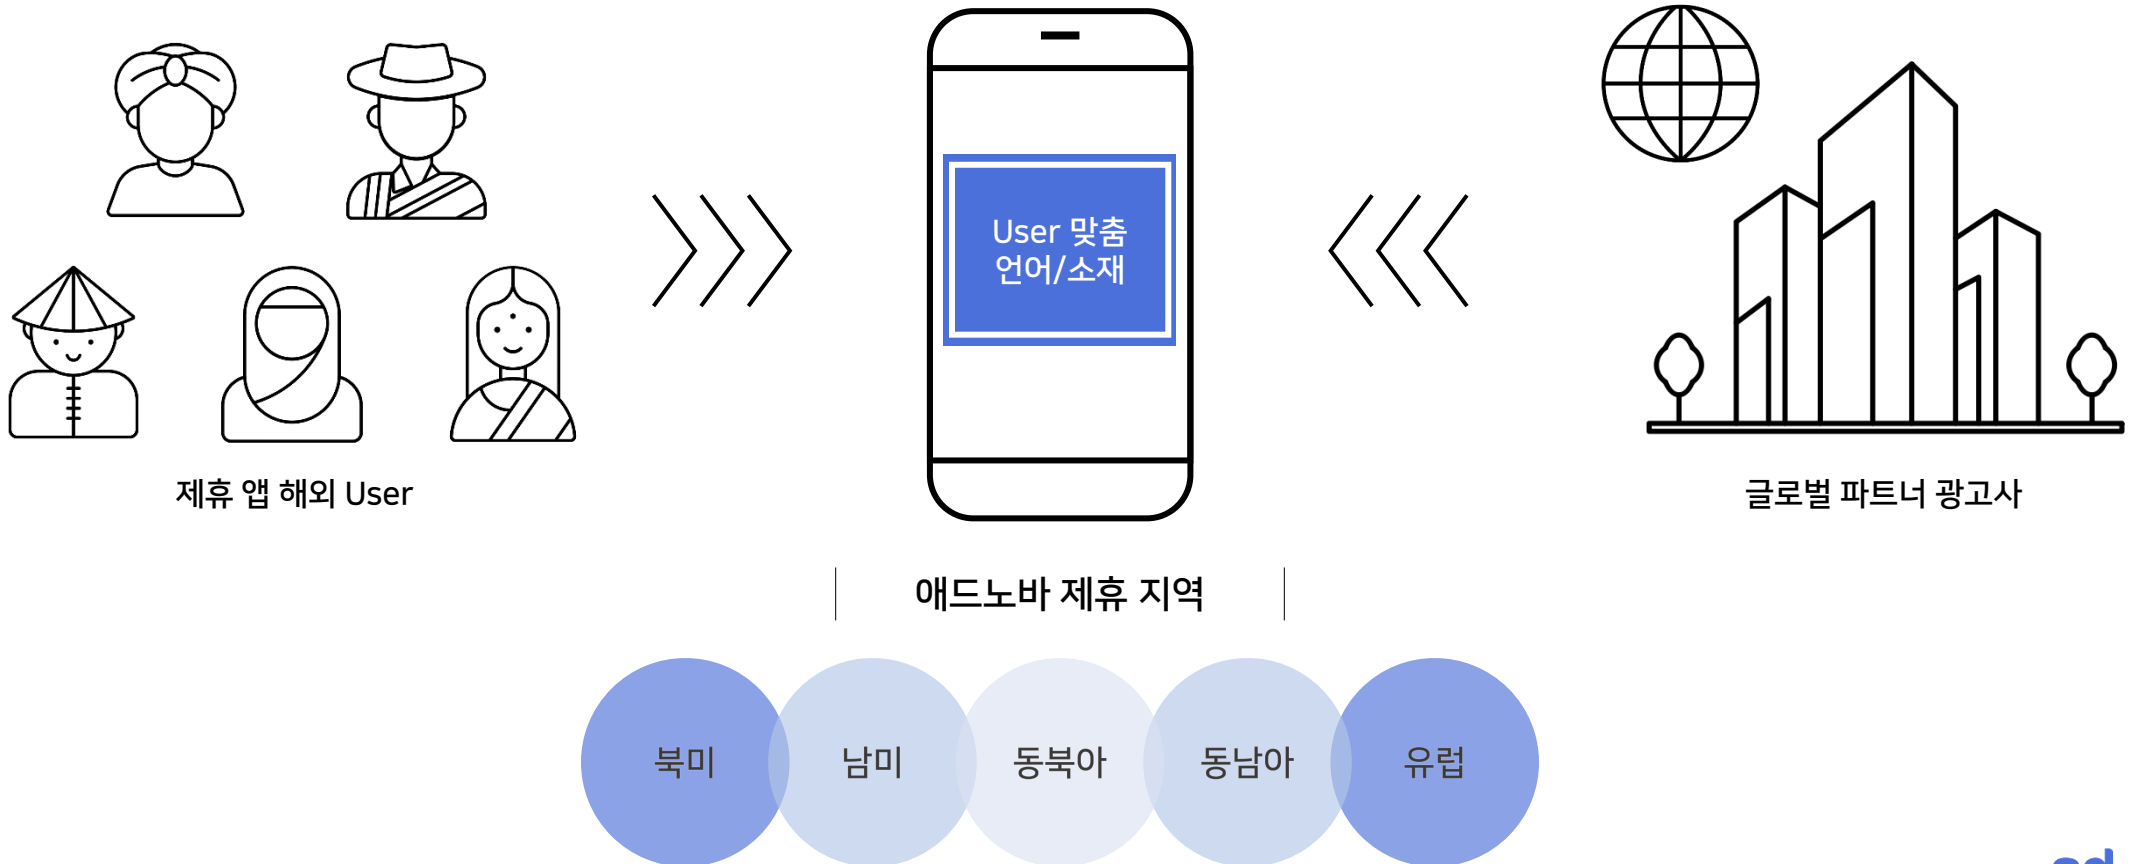 User 맞춤
언어/소재
제휴 앱 해외 User
글로벌 파트너 광고사
애드노바 제휴 지역
북미
남미
동북아
동남아
유럽